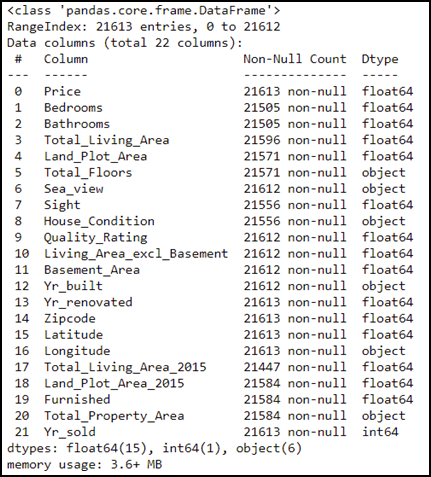 <class 'pandas.core.frame.DataFrame'>
RangeIndex: 21613 entries, 0 to 21612
Data columns (total 22 columns):
 #   Column                     Non-Null Count  Dtype
---  ------                     --------------  -----
 0   Price                      21613 non-null  float64
 1   Bedrooms                   21505 non-null  float64
 2   Bathrooms                  21505 non-null  float64
 3   Total_Living_Area          21596 non-null  float64
 4   Land_Plot_Area             21571 non-null  float64
 5   Total_Floors               21571 non-null  object
 6   Sea_view                   21612 non-null  object
 7   Sight                      21556 non-null  float64
 8   House_Condition            21556 non-null  object
 9   Quality_Rating             21612 non-null  float64
 10  Living_Area_excl_Basement  21612 non-null  float64
 11  Basement_Area              21612 non-null  float64
 12  Yr_built                   21612 non-null  object
 13  Yr_renovated               21613 non-null  float64
 14  Zipcode                    21613 non-null  float64
 15  Latitude                   21613 non-null  float64
 16  Longitude                  21613 non-null  object
 17  Total_Living_Area_2015     21447 non-null  float64
 18  Land_Plot_Area_2015        21584 non-null  float64
 19  Furnished                  21584 non-null  float64
 20  Total_Property_Area        21584 non-null  object
 21  Yr_sold                    21613 non-null  int64
dtypes: float64(15), int64(1), object(6)
memory usage: 3.6+ MB